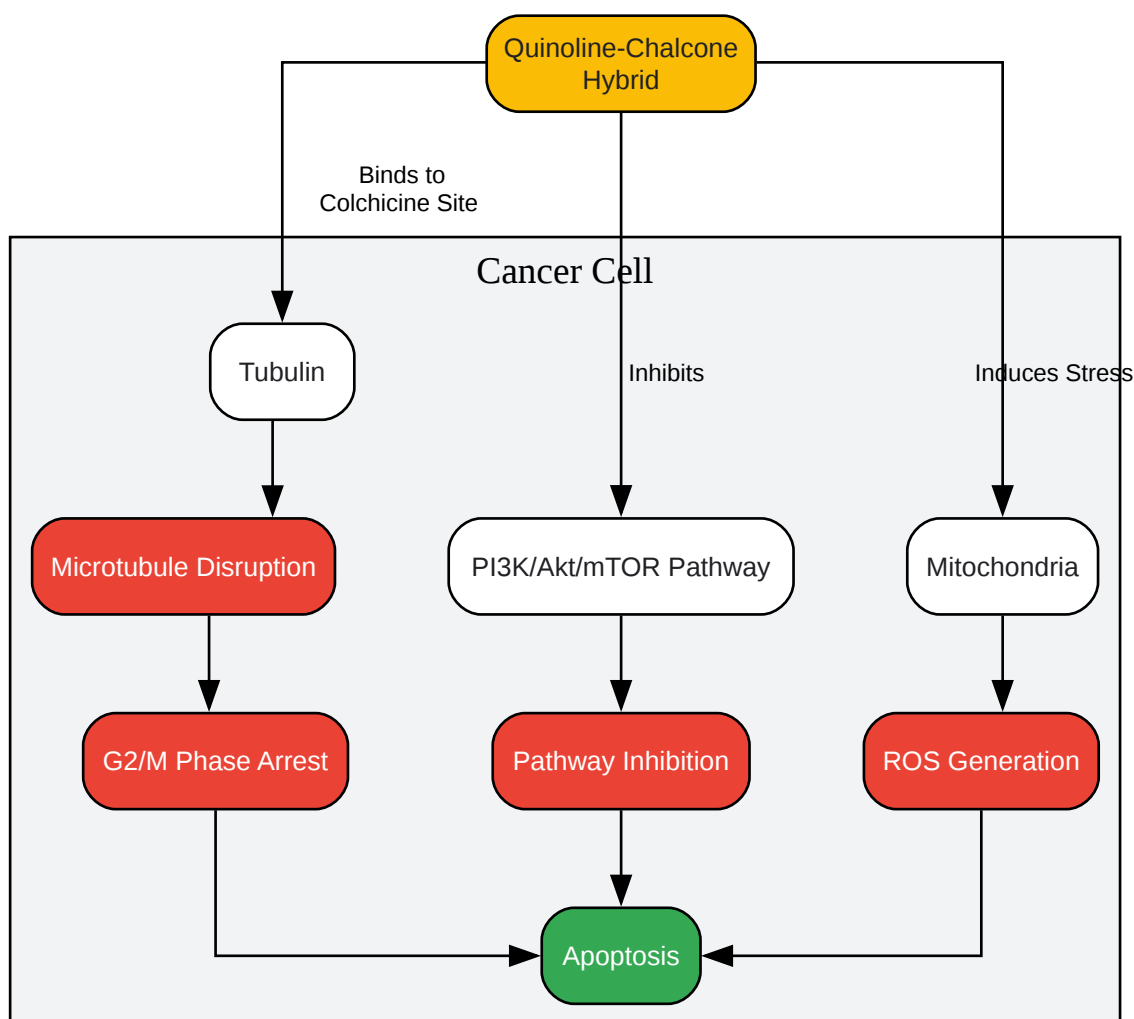 Quinoline-Chalcone
Hybrid
Binds to
Colchicine Site
Cancer Cell
Tubulin
Inhibits
Induces Stress
Microtubule Disruption
PI3K/Akt/mTOR Pathway
Mitochondria
G2/M Phase Arrest
Pathway Inhibition
ROS Generation
Apoptosis